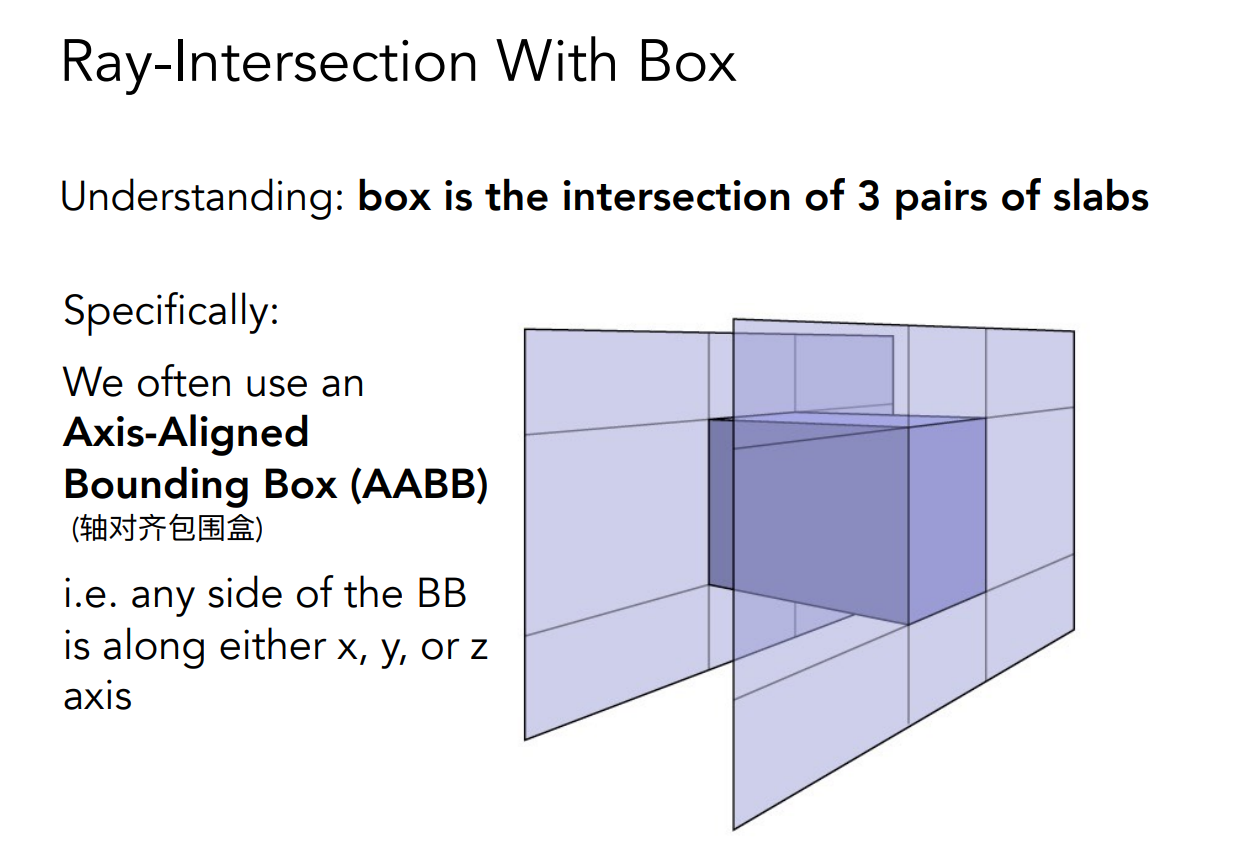 Ray-Intersection With Box
Understanding: box is the intersection of 3 pairs of slabs
Specifically:
We often use an
Axis-Aligned
Bounding Box (AABB)
(轴对齐包围盒)
i.e. any side of the BB
is along either x, y, or z
axis